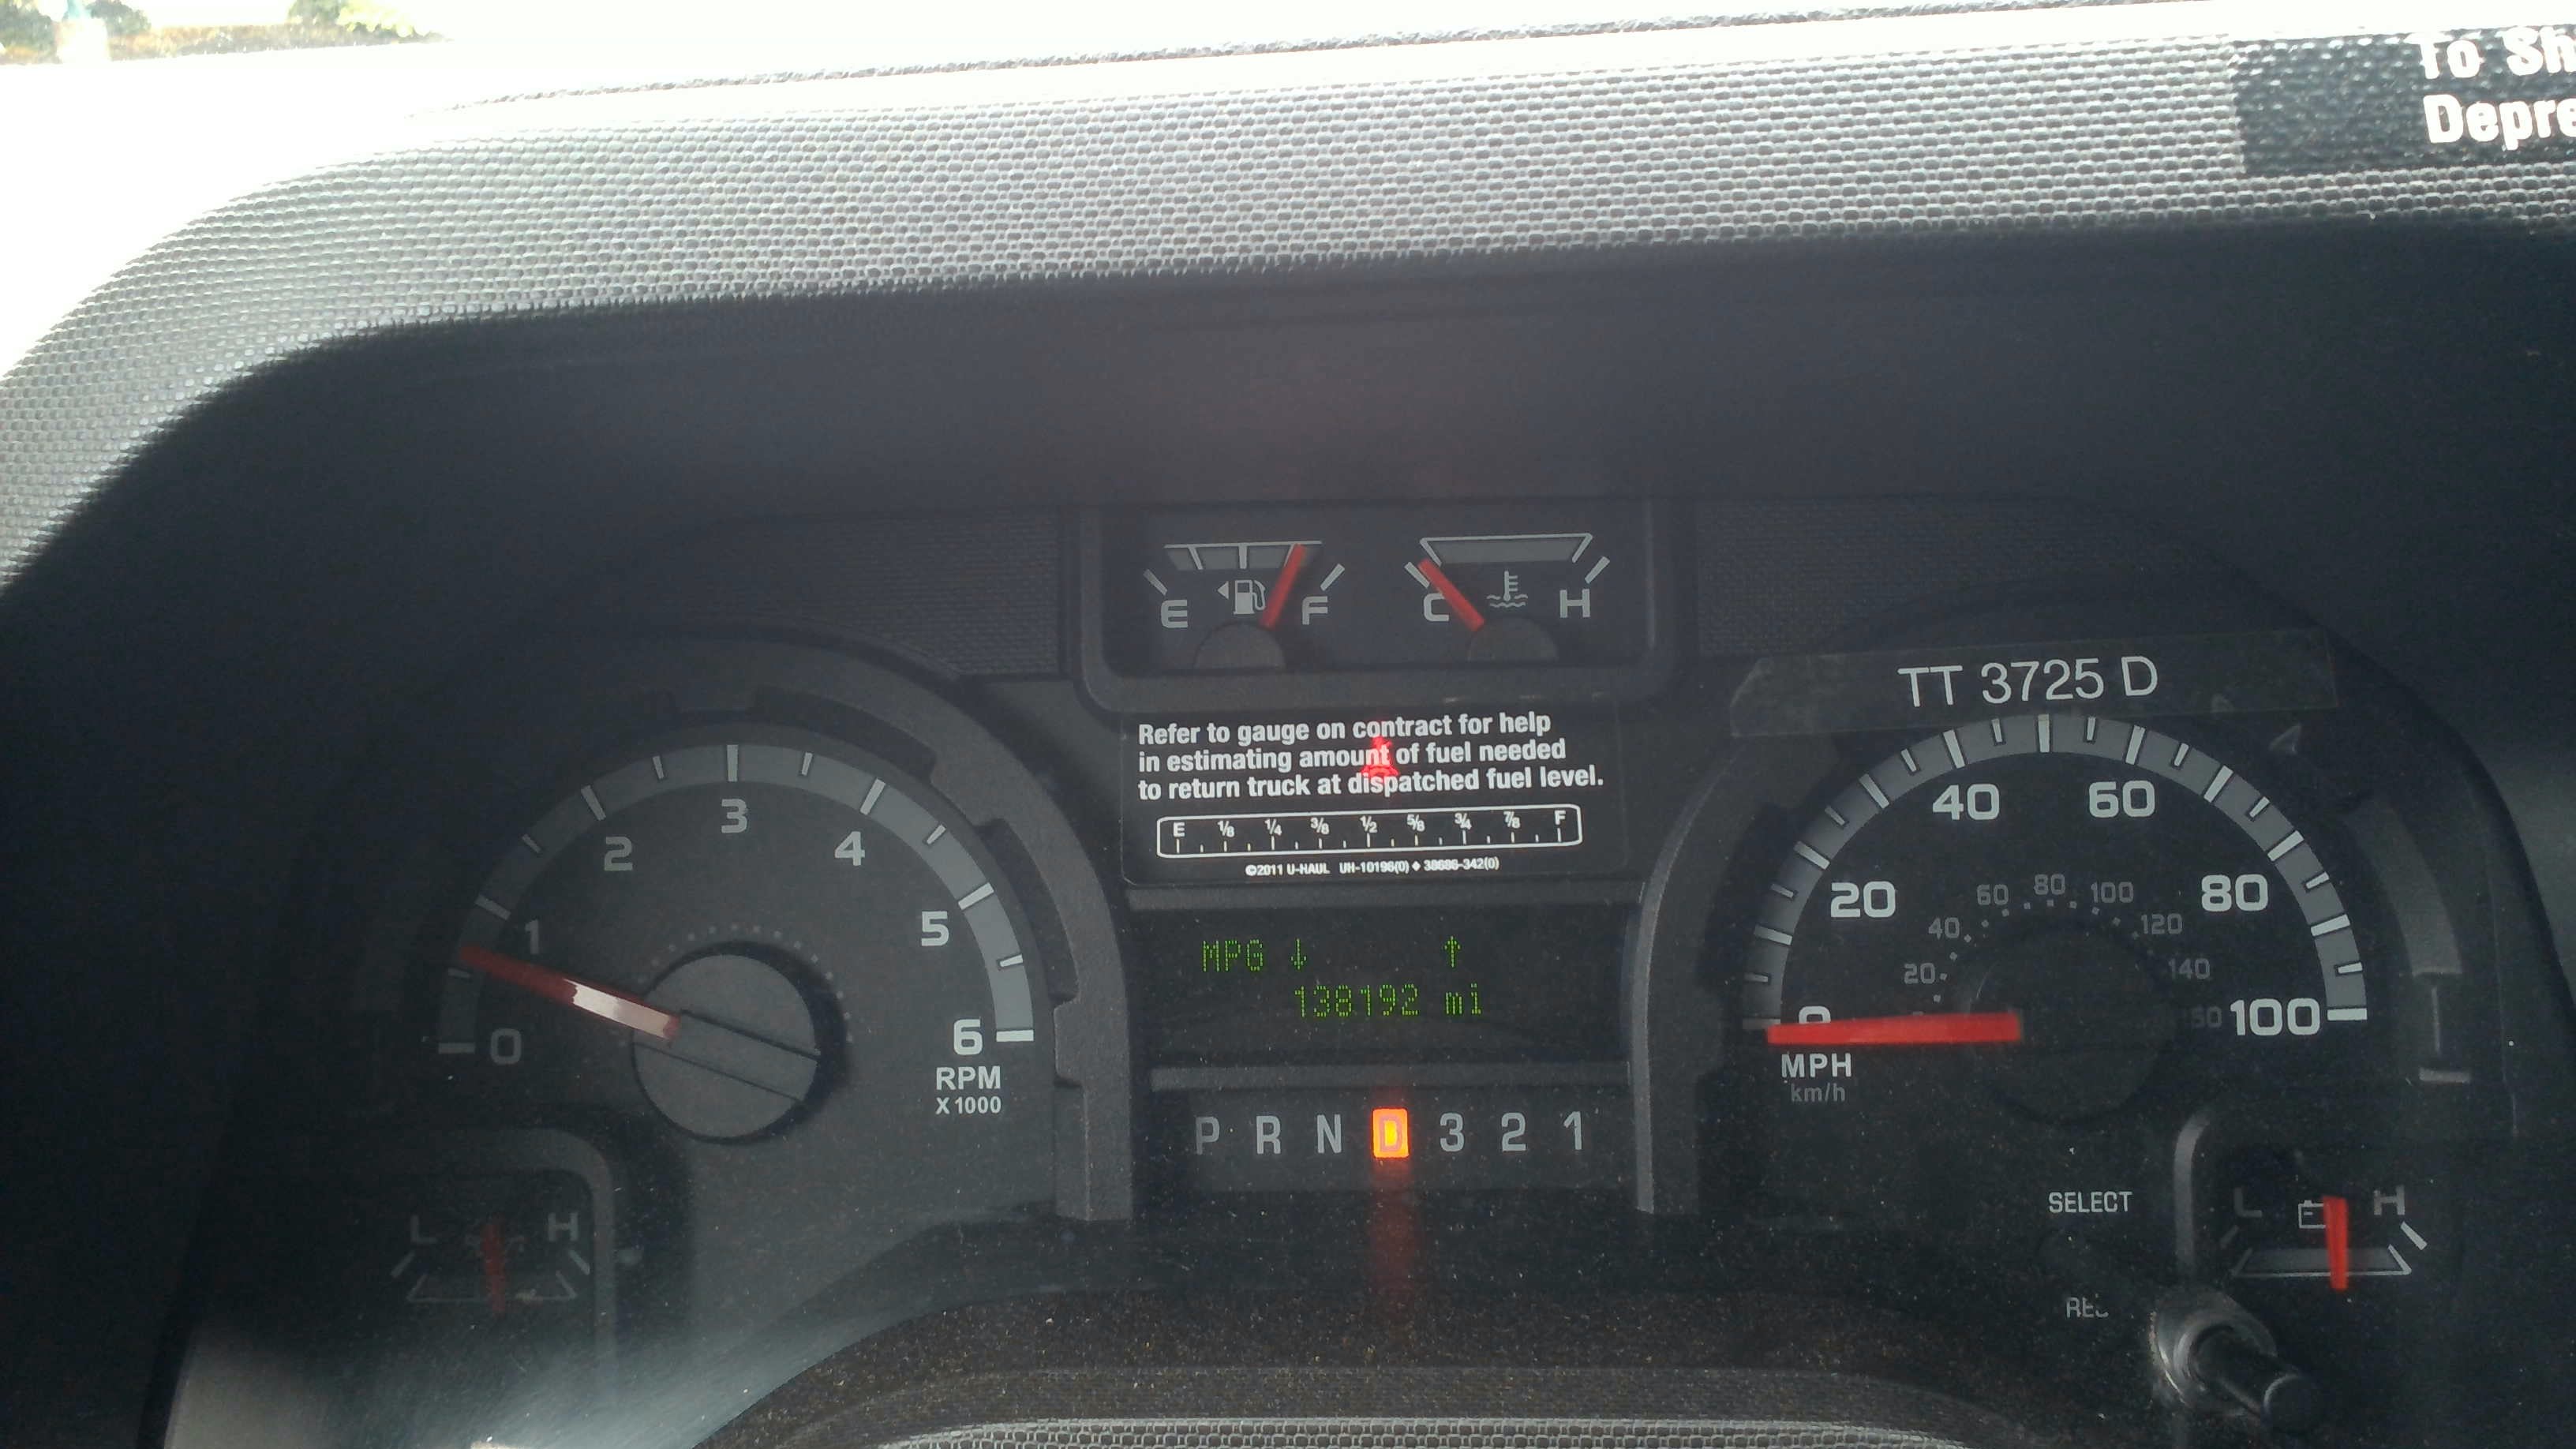 To Sh
Depre
E F C H
TT 3725 D
Refer to gauge on contract for help
in estimating amount of fuel needed
to return truck at dispatched fuel level.
E 1/8 1/4 3/8 1/2 5/8 3/4 7/8 F
©2011 U-HAUL UH-10196(0) ◆ 38686-342(0)
0 1 2 3 4 5 6
RPM
X1000
MPG ↓ ↑
138192 mi
P R N D 3 2 1
0 20 40 60 80 100
20 40 60 80 100 120 140
MPH
km/h
L H
SELECT
L H